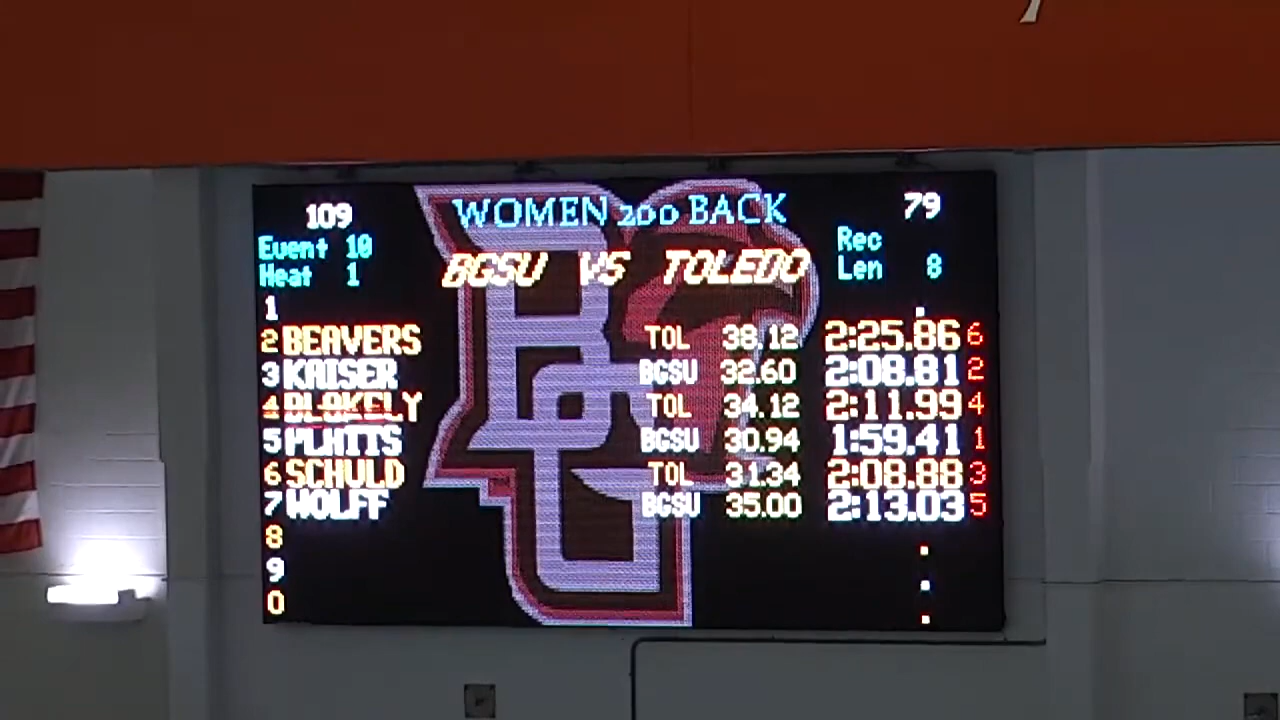 109 WOMEN 200 BACK 79
Event 10 Rec
Heat 1 BGSU VS TOLEDO Len 8
1 .
2 BEAVERS TOL 38.12 2:25.86 6
3 KAISER BGSU 32.60 2:08.81 2
4 BLAKELY TOL 34.12 2:11.99 4
5 PLATTS BGSU 30.94 1:59.41 1
6 SCHULD TOL 31.34 2:08.88 3
7 WOLFF BGSU 35.00 2:13.03 5
8 .
9 .
0 .
BG